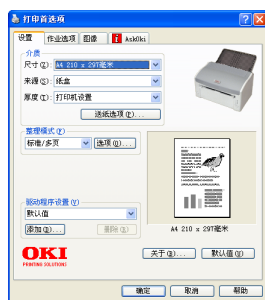 打印首选项
设置 作业选项 图像 AskOki
介质
尺寸(Z): A4 210 x 297毫米
来源(S): 纸盒
厚度(T): 打印机设置
送纸选项(P)...
整理模式(F)
标准/多页 选项(O)...
驱动程序设置(V)
默认值
添加(D)... 删除(S)
A4 210 x 297毫米
OKI
PRINTING SOLUTIONS
关于(B)... 默认值(U)
确定 取消 帮助